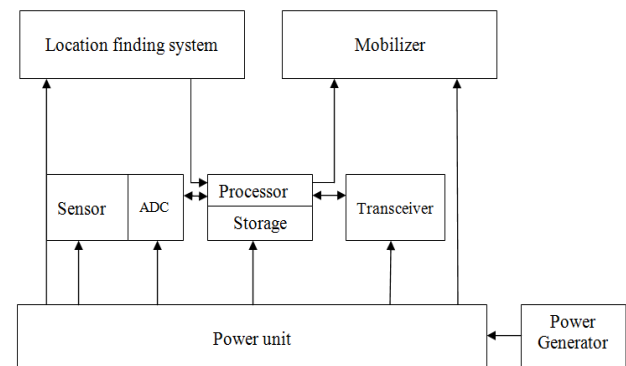 Location finding system
Mobilizer
Sensor
ADC
Processor
Storage
Transceiver
Power unit
Power
Generator